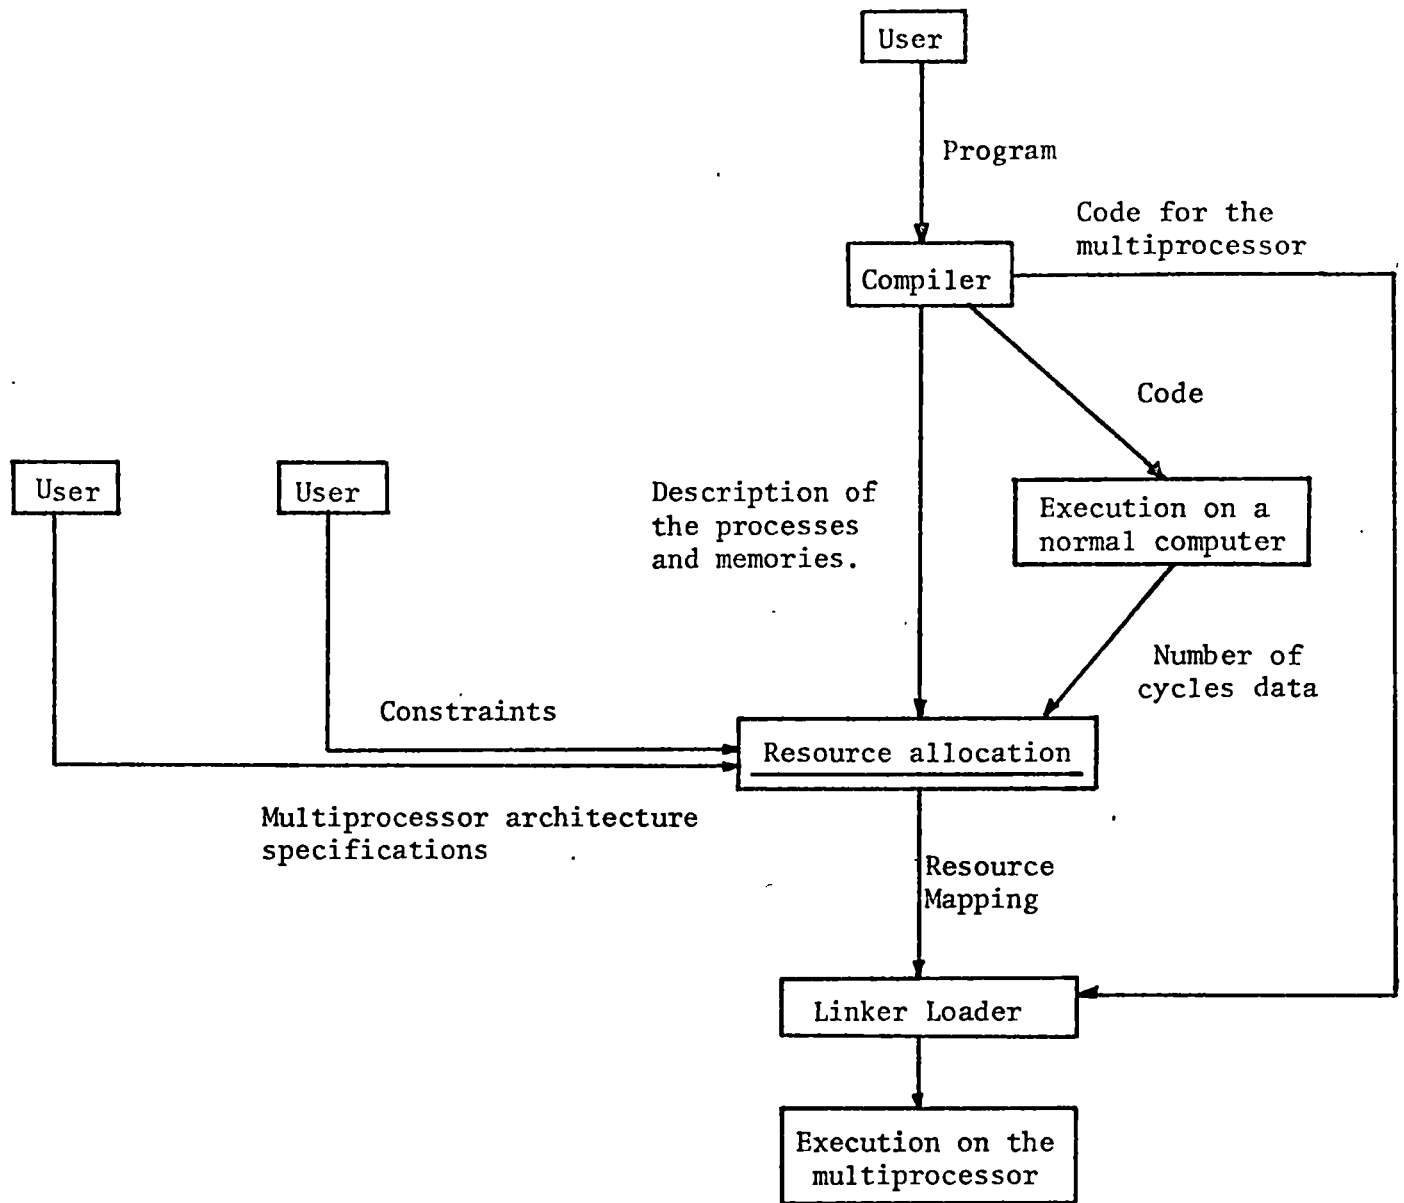 User
Program
Code for the
multiprocessor
Compiler
Code
User
User
Description of
the processes
and memories.
Execution on a
normal computer
Number of
cycles data
Constraints
Resource allocation
Multiprocessor architecture
specifications
Resource
Mapping
Linker Loader
Execution on the
multiprocessor